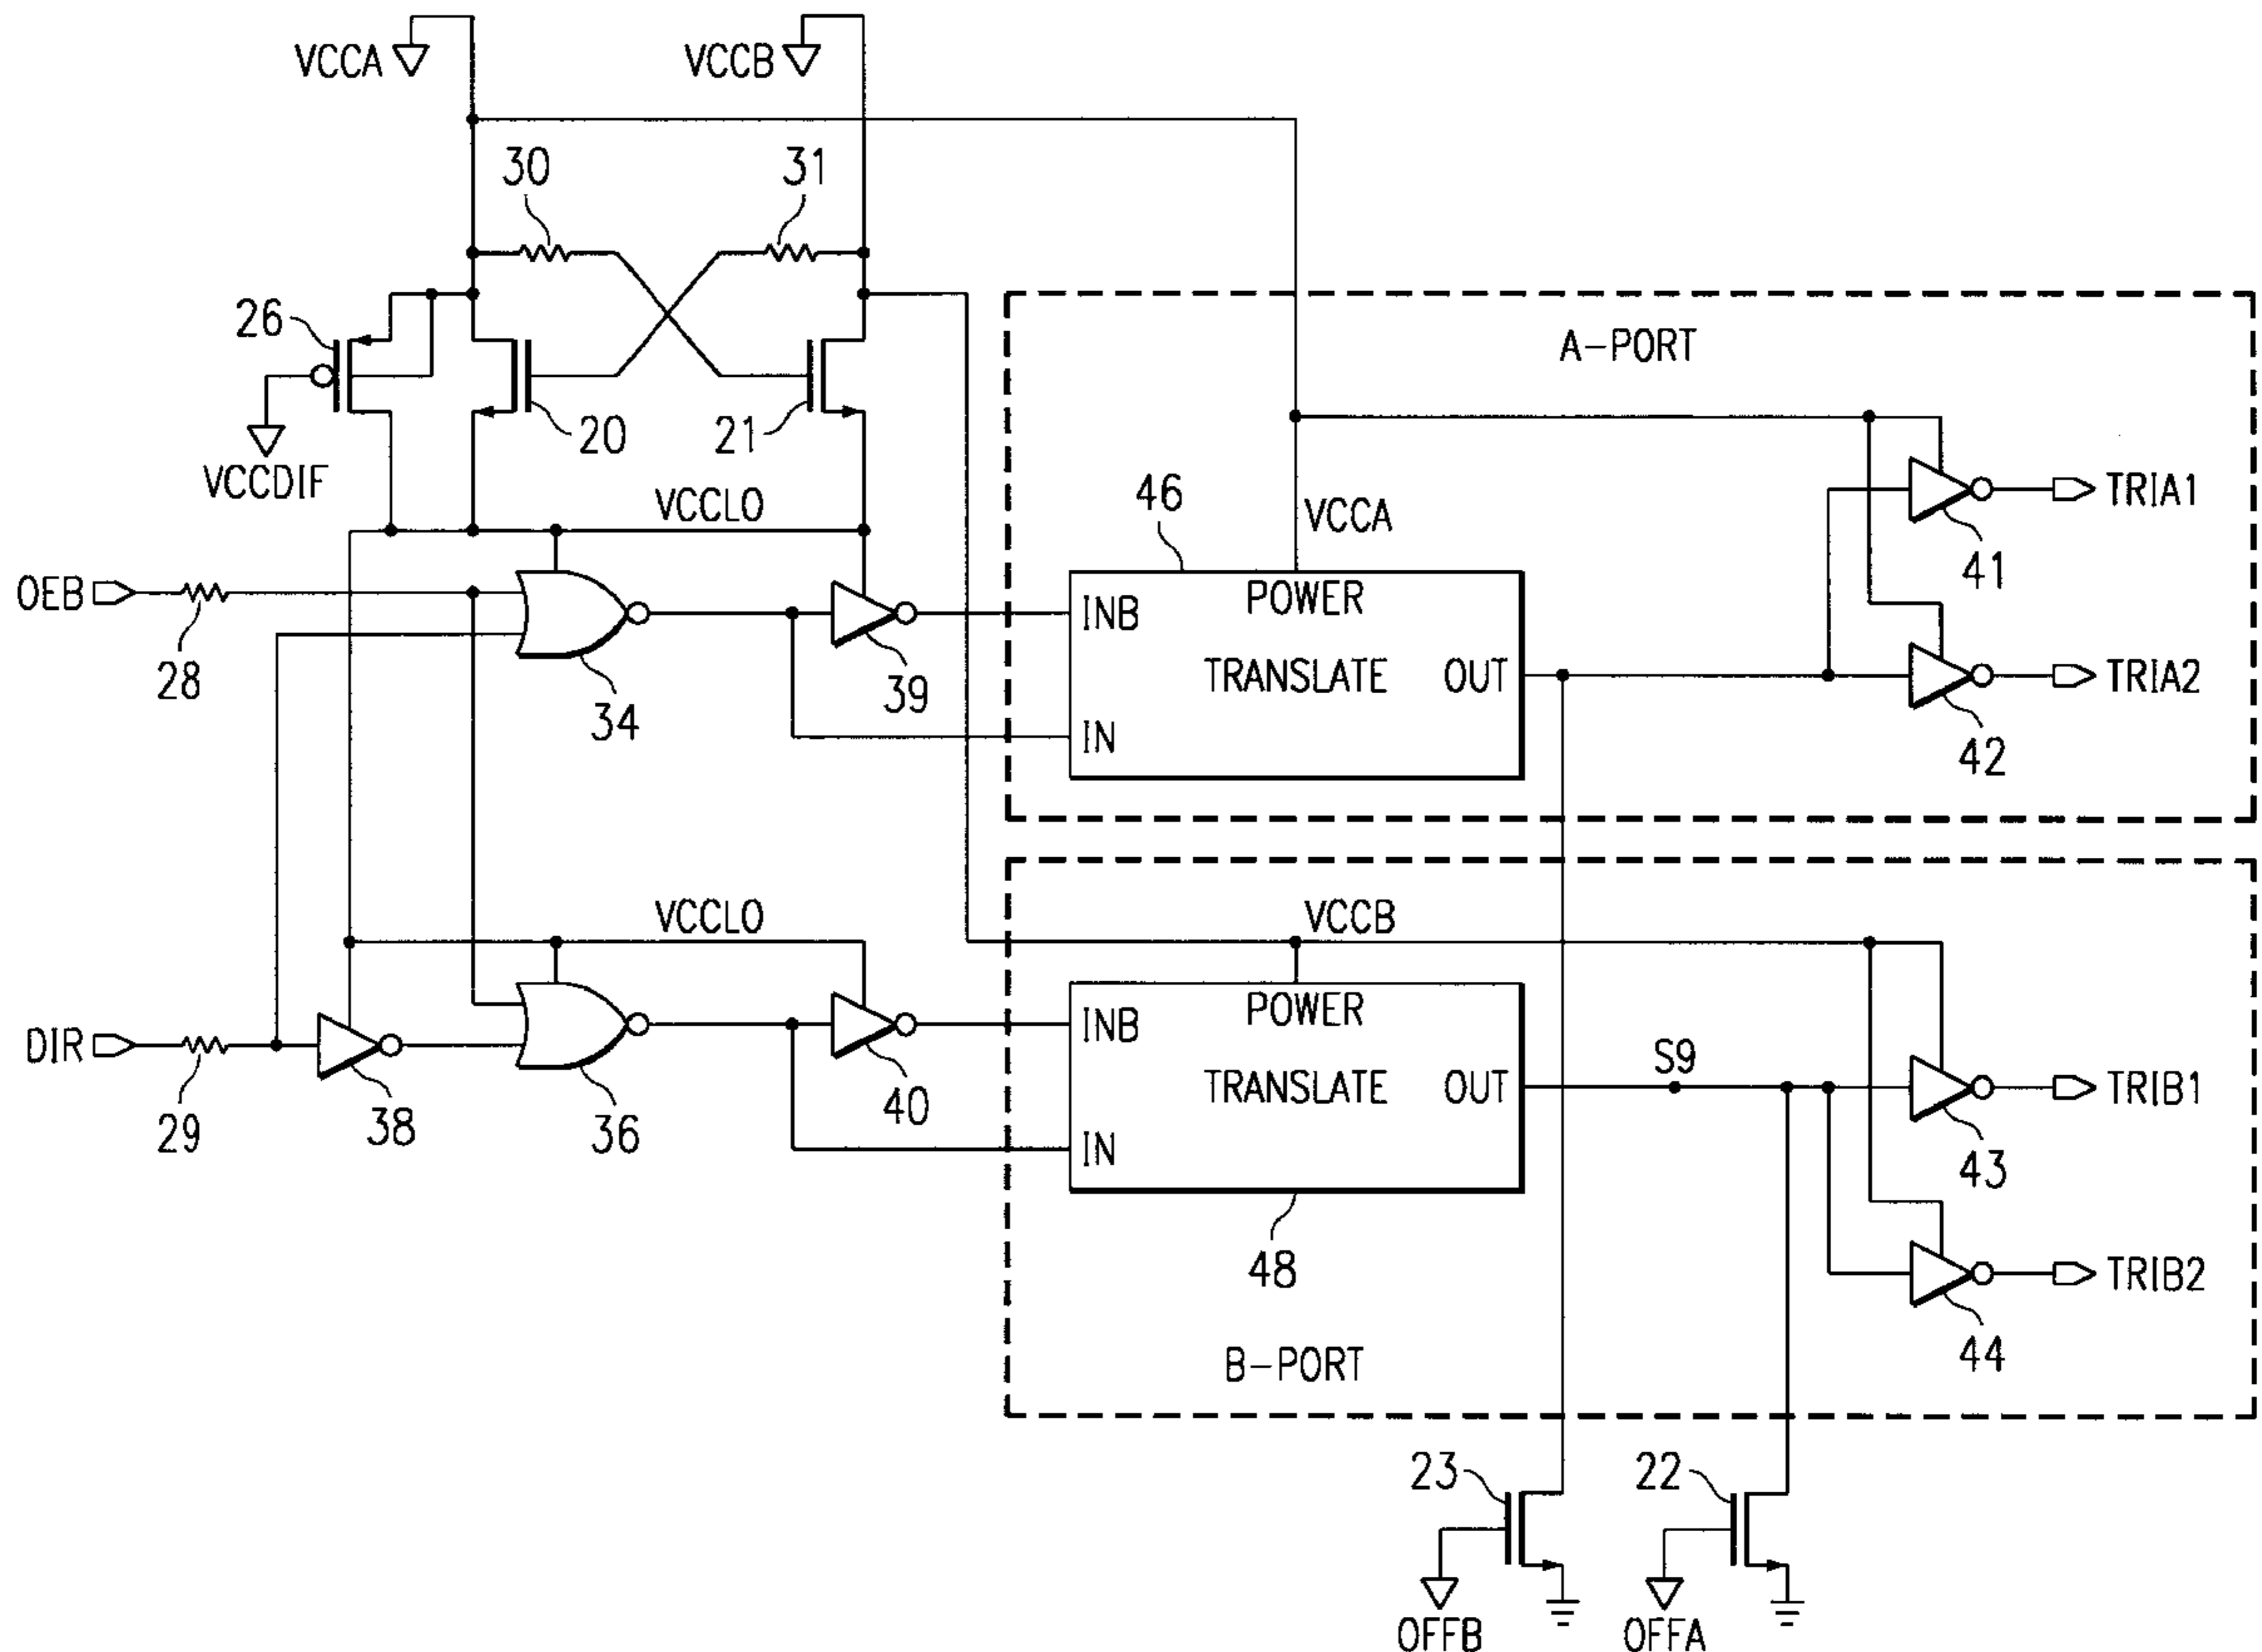 VCCA
VCCB
30
31
26
A-PORT
20
21
VCCDIF
VCCLO
46
VCCA
TRIA1
41
OEB
28
34
39
INB
POWER
TRANSLATE
OUT
IN
TRIA2
42
VCCLO
VCCB
DIR
29
38
36
40
INB
POWER
TRANSLATE
OUT
IN
S9
TRIB1
43
48
TRIB2
44
B-PORT
23
22
OFFB
OFFA